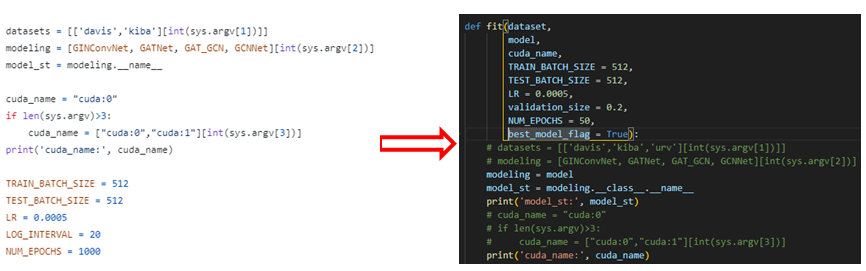 datasets = [['davis','kiba'][int(sys.argv[1])]]
modeling = [GINConvNet, GATNet, GAT_GCN, GCNNet][int(sys.argv[2])]
model_st = modeling.__name__

cuda_name = "cuda:0"
if len(sys.argv)>3:
    cuda_name = ["cuda:0","cuda:1"][int(sys.argv[3])]
print('cuda_name:', cuda_name)

TRAIN_BATCH_SIZE = 512
TEST_BATCH_SIZE = 512
LR = 0.0005
LOG_INTERVAL = 20
NUM_EPOCHS = 1000

def fit(dataset,
        model,
        cuda_name,
        TRAIN_BATCH_SIZE = 512,
        TEST_BATCH_SIZE = 512,
        LR = 0.0005,
        validation_size = 0.2,
        NUM_EPOCHS = 50,
        best_model_flag = True):
    # datasets = [['davis','kiba','urv'][int(sys.argv[1])]]
    # modeling = [GINConvNet, GATNet, GAT_GCN, GCNNet][int(sys.argv[2])]
    modeling = model
    model_st = modeling.__class__.__name__
    print('model_st:', model_st)
    # cuda_name = "cuda:0"
    # if len(sys.argv)>3:
    #     cuda_name = ["cuda:0","cuda:1"][int(sys.argv[3])]
    print('cuda_name:', cuda_name)